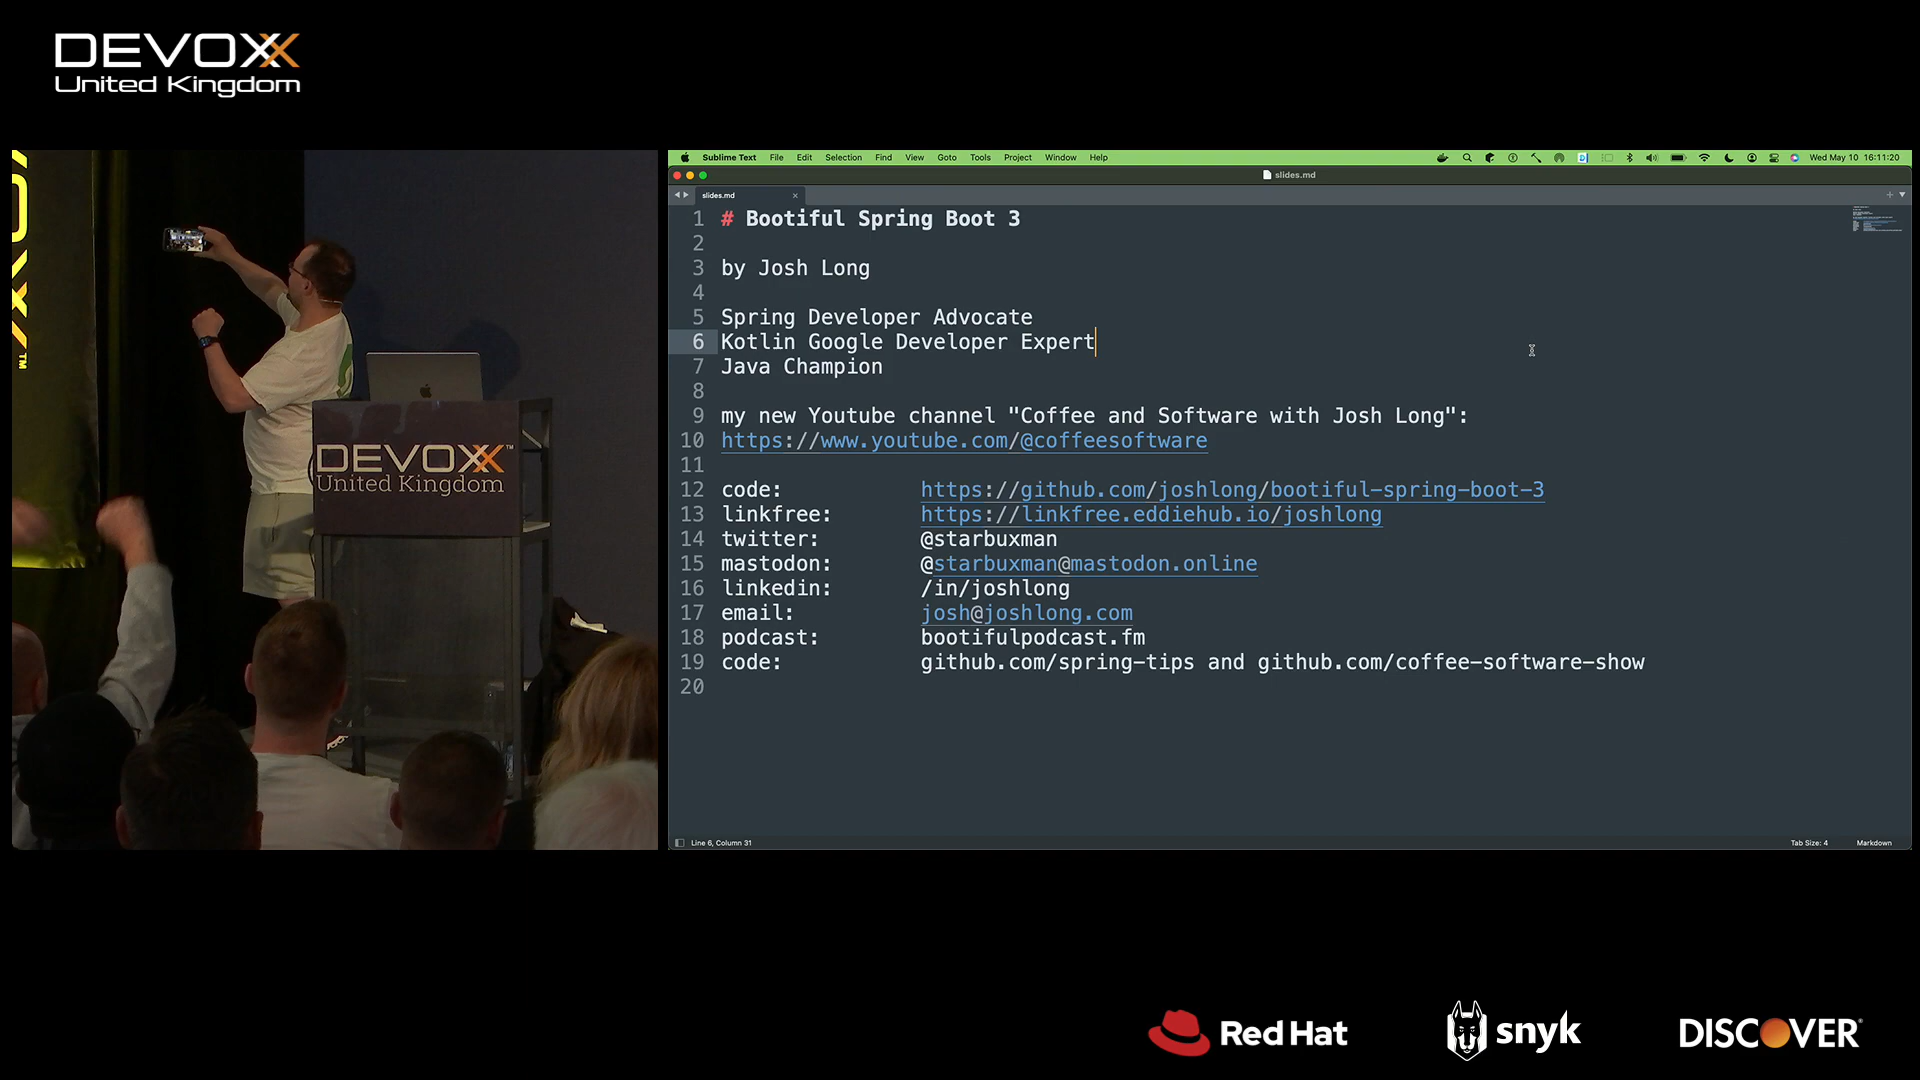 DEVOXX
United Kingdom
DEVOXX™
United Kingdom
Sublime Text File Edit Selection Find View Goto Tools Project Window Help
Wed May 10 16:11:20
slides.md
slides.md
1 # Bootiful Spring Boot 3
2
3 by Josh Long
4
5 Spring Developer Advocate
6 Kotlin Google Developer Expert
7 Java Champion
8
9 my new Youtube channel "Coffee and Software with Josh Long":
10 https://www.youtube.com/@coffeesoftware
11
12 code: https://github.com/joshlong/bootiful-spring-boot-3
13 linkfree: https://linkfree.eddiehub.io/joshlong
14 twitter: @starbuxman
15 mastodon: @starbuxman@mastodon.online
16 linkedin: /in/joshlong
17 email: josh@joshlong.com
18 podcast: bootifulpodcast.fm
19 code: github.com/spring-tips and github.com/coffee-software-show
20
Line 6, Column 31
Tab Size: 4
Markdown
Red Hat
snyk
DISCOVER